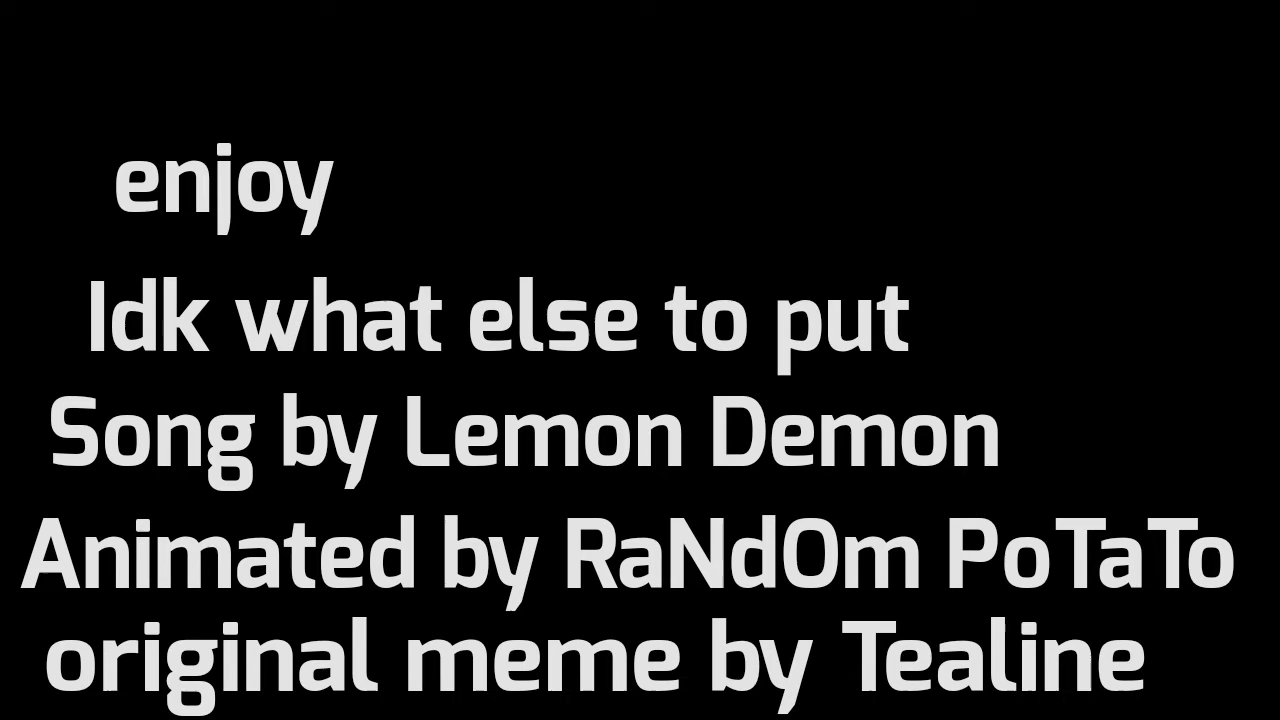 enjoy
Idk what else to put
Song by Lemon Demon
Animated by RaNdOm PoTaTo
original meme by Tealine